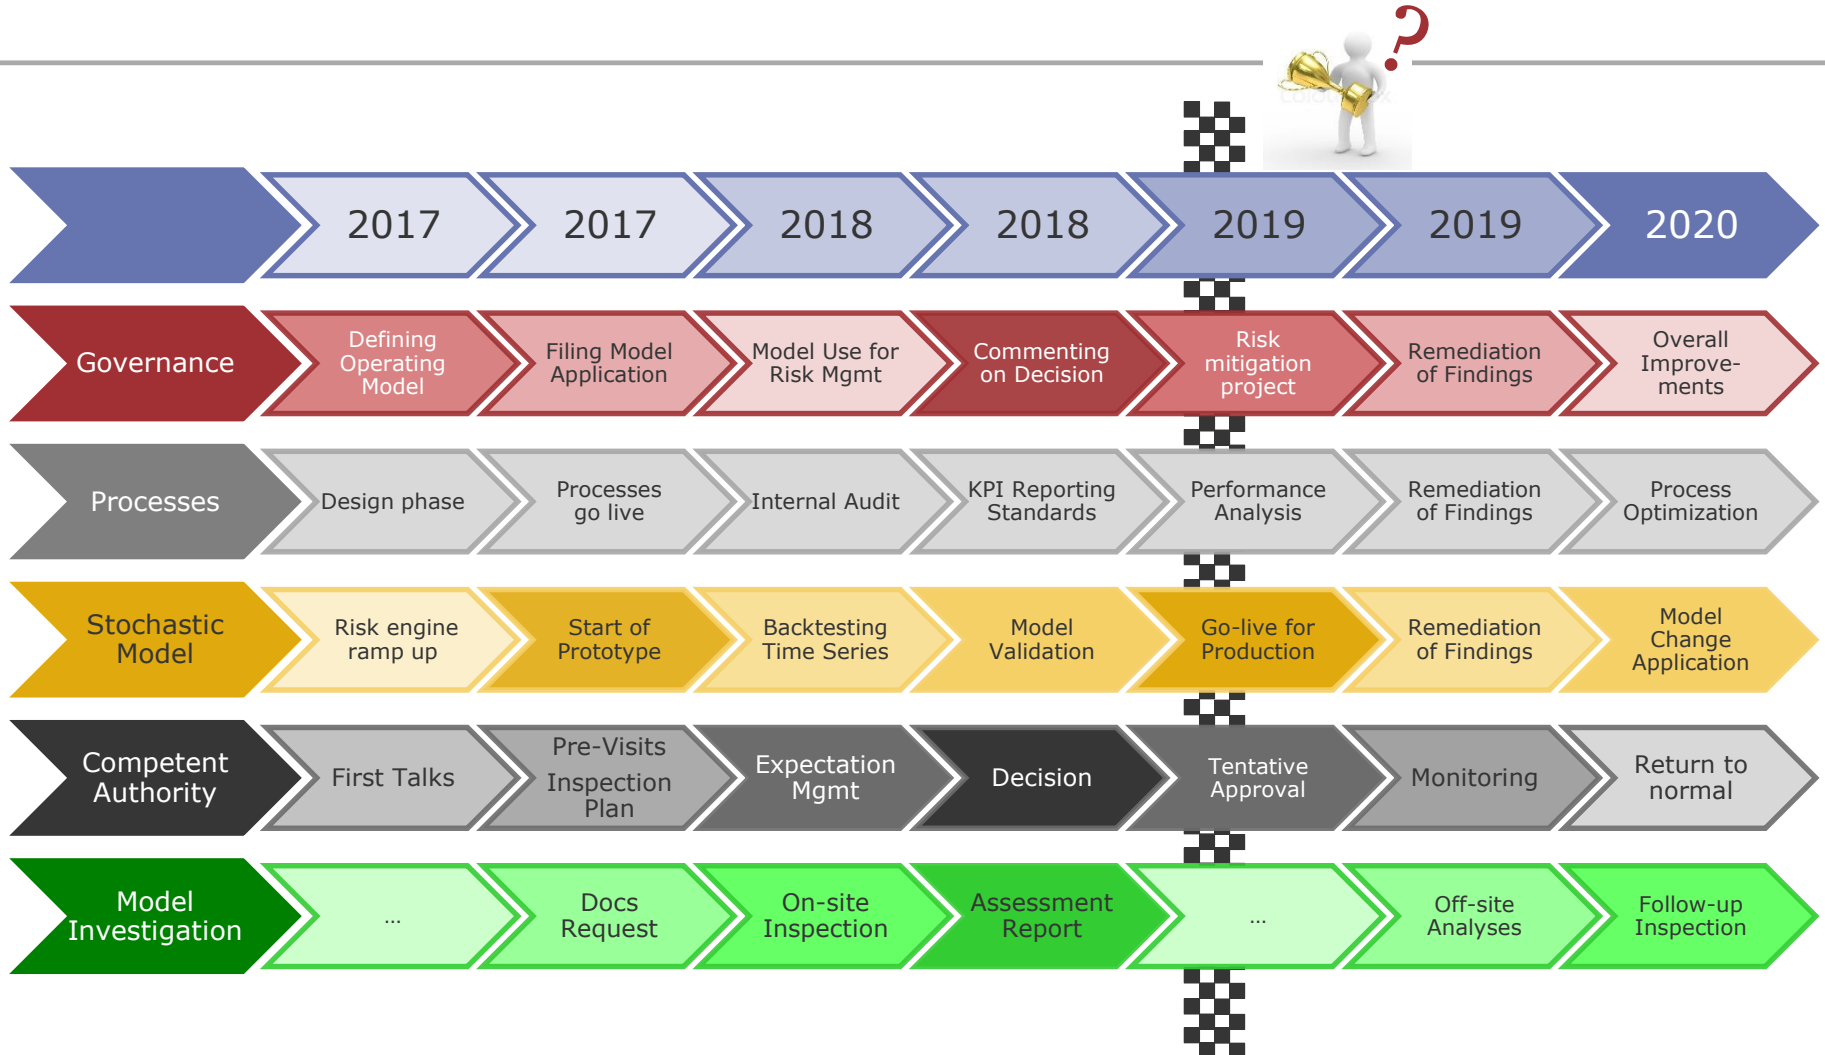 ?
2017
2017
2018
2018
2019
2019
2020
Governance
Defining
Operating
Model
Filing Model
Application
Model Use for
Risk Mgmt
Commenting
on Decision
Risk
mitigation
project
Remediation
of Findings
Overall
Improve-
ments
Processes
Design phase
Processes
go live
Internal Audit
KPI Reporting
Standards
Performance
Analysis
Remediation
of Findings
Process
Optimization
Stochastic
Model
Risk engine
ramp up
Start of
Prototype
Backtesting
Time Series
Model
Validation
Go-live for
Production
Remediation
of Findings
Model
Change
Application
Competent
Authority
First Talks
Pre-Visits
Inspection
Plan
Expectation
Mgmt
Decision
Tentative
Approval
Monitoring
Return to
normal
Model
Investigation
...
Docs
Request
On-site
Inspection
Assessment
Report
...
Off-site
Analyses
Follow-up
Inspection